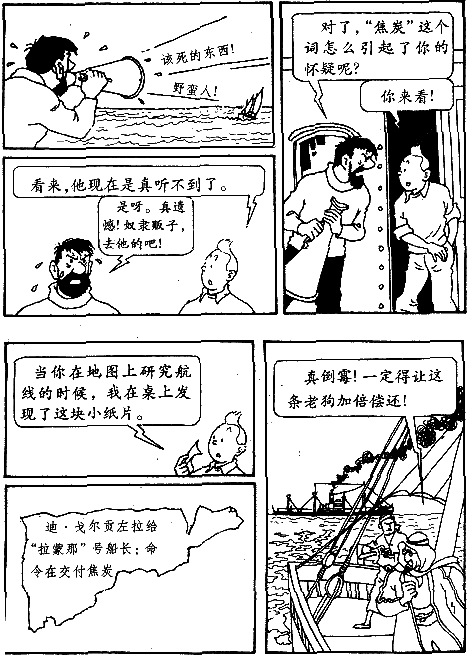 该死的东西!
野蛮人!
看来,他现在是真听不到了。
是呀。真遗
憾!奴隶贩子,
去他的吧!
对了,“焦炭”这个
词怎么引起了你的
怀疑呢?
你来看!
当你在地图上研究航
线的时候,我在桌上发
现了这块小纸片。
迪·戈尔贡左拉给
“拉蒙那”号船长:命
令在交付焦炭
真倒霉!一定得让这
条老狗加倍偿还!